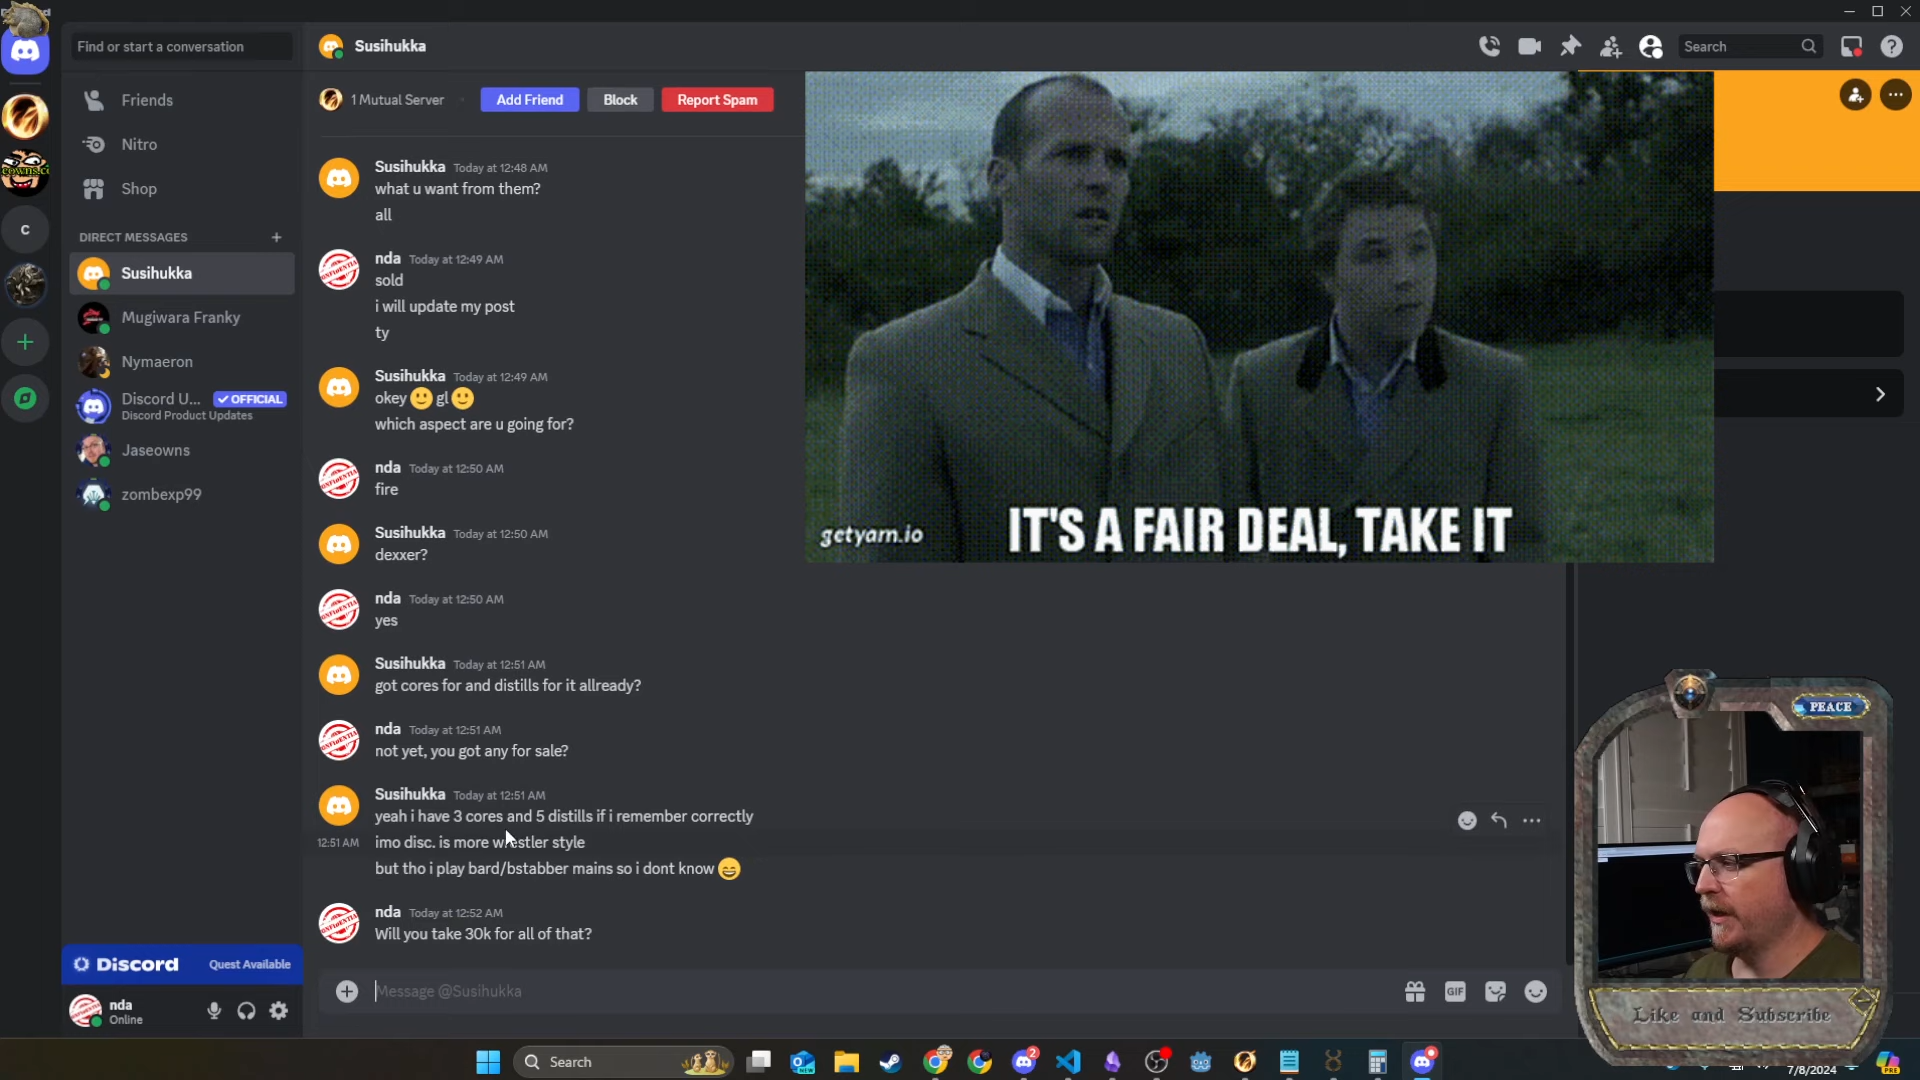 Find or start a conversation
Susihukka
Search
Friends
Nitro
Shop
DIRECT MESSAGES
Susihukka
Mugiwara Franky
Nymaeron
Discord U... OFFICIAL
Discord Product Updates
Jaseowns
zombexp99
1 Mutual Server
Add Friend
Block
Report Spam
Susihukka Today at 12:48 AM
what u want from them?
all
nda Today at 12:49 AM
sold
i will update my post
ty
Susihukka Today at 12:49 AM
okey gl
which aspect are u going for?
nda Today at 12:50 AM
fire
Susihukka Today at 12:50 AM
dexxer?
nda Today at 12:50 AM
yes
Susihukka Today at 12:51 AM
got cores for and distills for it allready?
nda Today at 12:51 AM
not yet, you got any for sale?
Susihukka Today at 12:51 AM
yeah i have 3 cores and 5 distills if i remember correctly
12:51 AM imo disc. is more wrestler style
but tho i play bard/bstabber mains so i dont know
nda Today at 12:52 AM
Will you take 30k for all of that?
Message @Susihukka
GIF
getyarn.io
IT'S A FAIR DEAL, TAKE IT
PEACE
Like and Subscribe
Discord
Quest Available
nda
Online
Search
NEW
2
7/8/2024
PRE
C